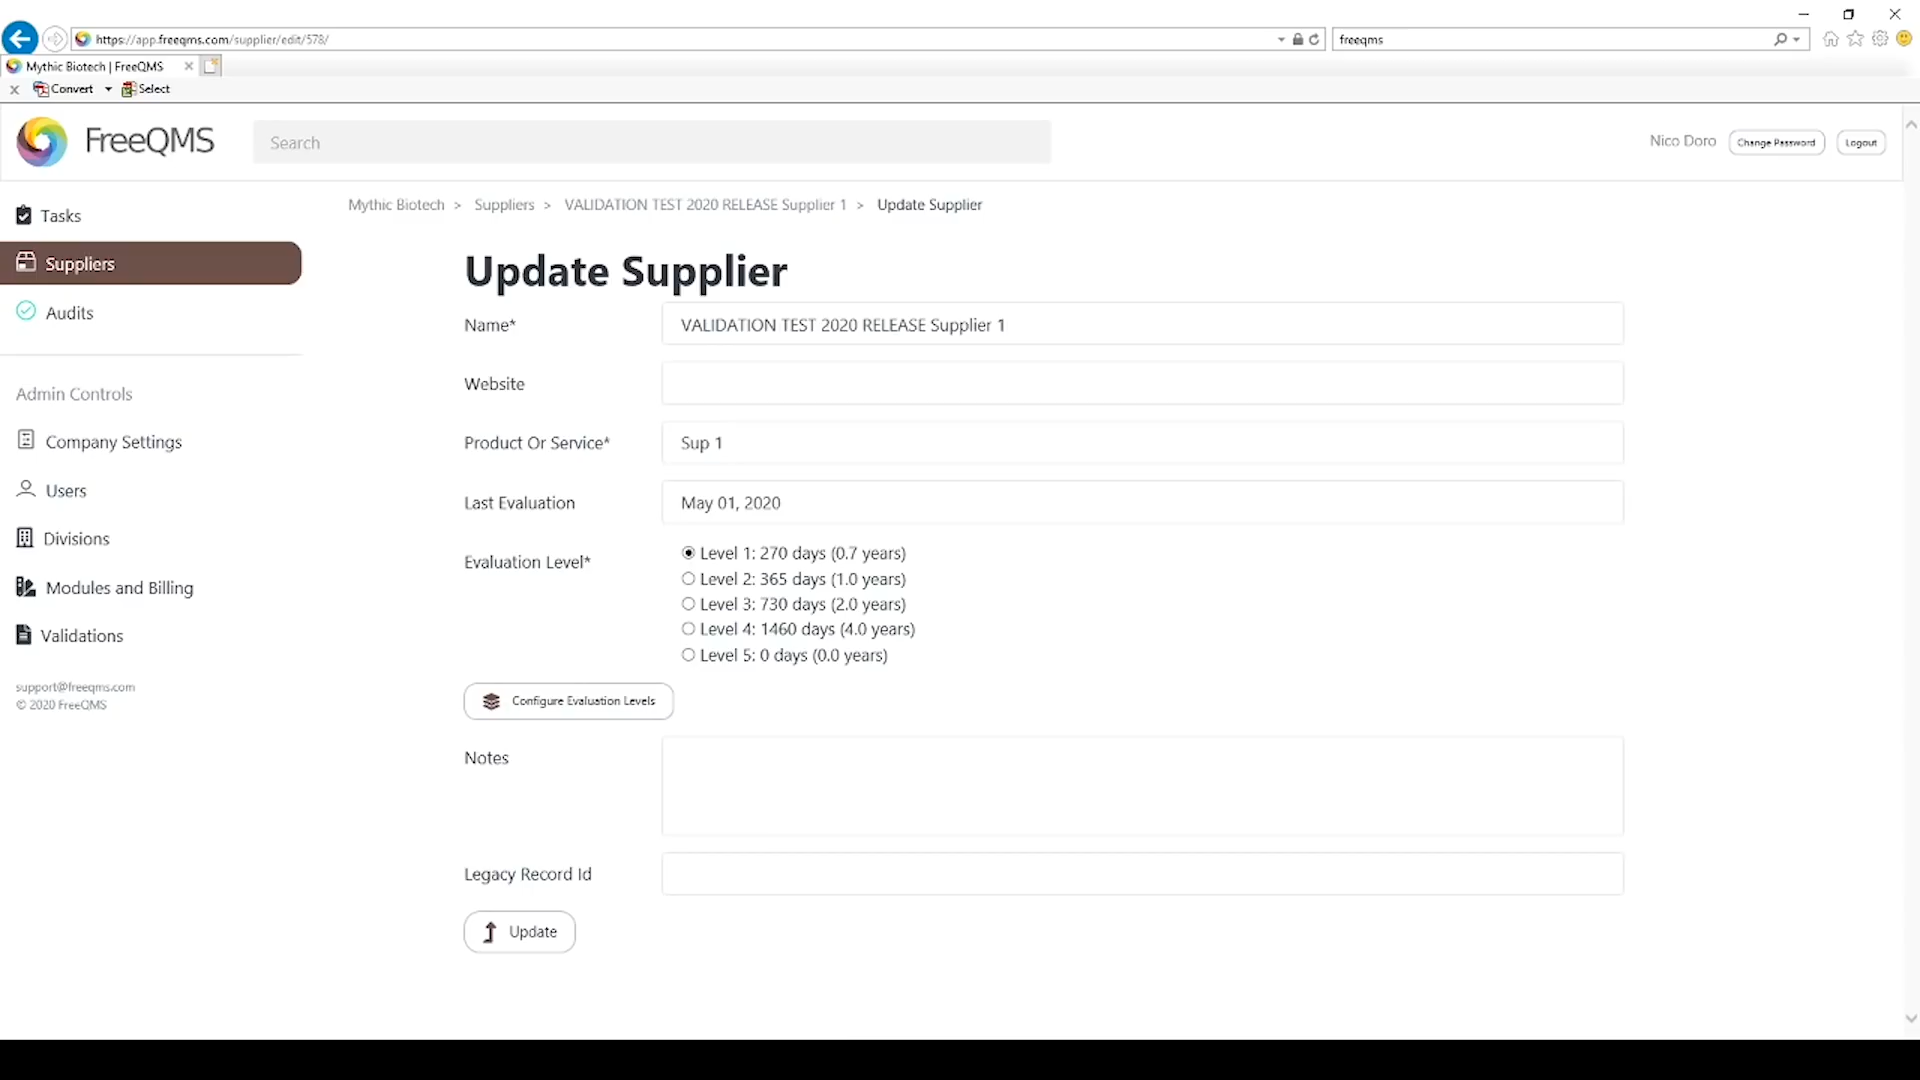 https://app.freeqms.com/supplier/edit/578/
freeqms
Mythic Biotech | FreeQMS
Convert
Select
FreeQMS
Search
Nico Doro
Change Password
Logout
Tasks
Suppliers
Audits
Admin Controls
Company Settings
Users
Divisions
Modules and Billing
Validations
support@freeqms.com
© 2020 FreeQMS
Mythic Biotech > Suppliers > VALIDATION TEST 2020 RELEASE Supplier 1 > Update Supplier
Update Supplier
Name* VALIDATION TEST 2020 RELEASE Supplier 1
Website
Product Or Service* Sup 1
Last Evaluation May 01, 2020
Evaluation Level*
Level 1: 270 days (0.7 years)
Level 2: 365 days (1.0 years)
Level 3: 730 days (2.0 years)
Level 4: 1460 days (4.0 years)
Level 5: 0 days (0.0 years)
Configure Evaluation Levels
Notes
Legacy Record Id
Update